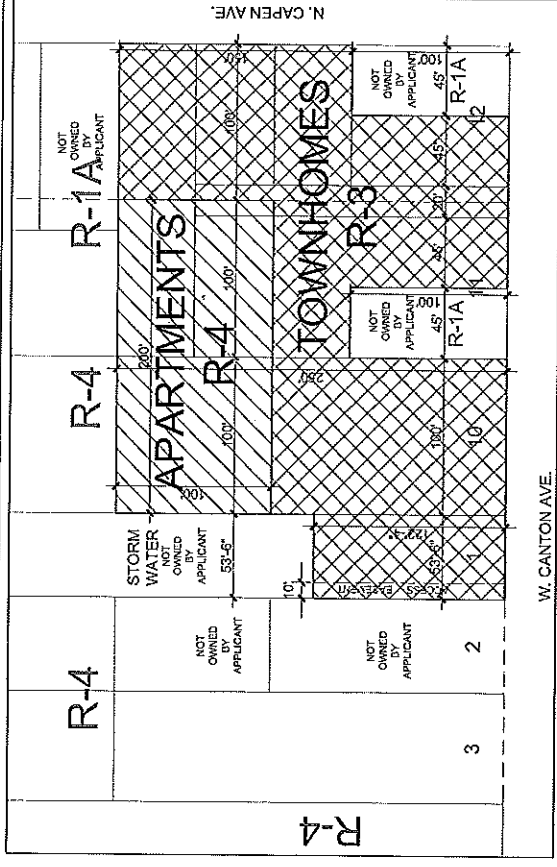 N. CAPEN AVE.
R-1A
NOT
OWNED
BY
APPLICANT
R-4
R-4
R-4
STORM
WATER
NOT
OWNED
BY
APPLICANT
53'-6"
10'
200'
APARTMENTS
R-4
100'
100'
100'
100'
150'
TOWNHOMES
R-3
250'
NOT
OWNED
BY
APPLICANT
NOT
OWNED
BY
APPLICANT
NOT
OWNED
BY
APPLICANT
100'
45'
R-1A
NOT
OWNED
BY
APPLICANT
100'
45'
R-1A
45'
20'
45'
100'
53'-6"
3
2
1
10
11
12
W. CANTON AVE.